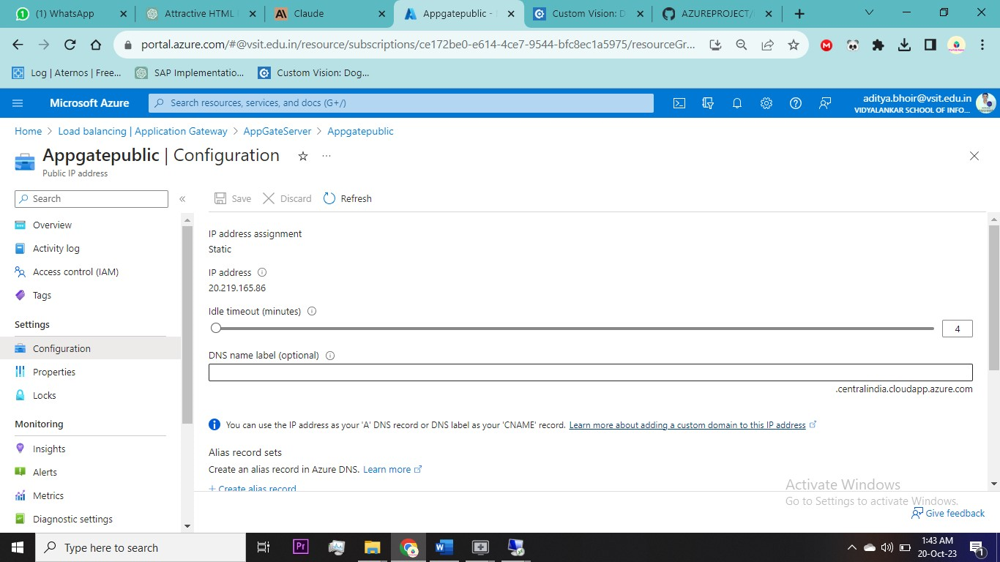 (1) WhatsApp
Attractive HTML
Claude
Appgatepublic -
Custom Vision: D
AZUREPROJECT/
portal.azure.com/#@vsit.edu.in/resource/subscriptions/ce172be0-e614-4ce7-9544-bfc8ec1a5975/resourceGr...
Log | Aternos | Free...
SAP Implementatio...
Custom Vision: Dog...
Microsoft Azure
Search resources, services, and docs (G+/)
aditya.bhoir@vsit.edu.in
VIDYALANKAR SCHOOL OF INFO...
Home > Load balancing | Application Gateway > AppGateServer > Appgatepublic
Appgatepublic | Configuration
Public IP address
Search
Save
Discard
Refresh
Overview
Activity log
Access control (IAM)
Tags
Settings
Configuration
Properties
Locks
Monitoring
Insights
Alerts
Metrics
Diagnostic settings
IP address assignment
Static
IP address
20.219.165.86
Idle timeout (minutes)
4
DNS name label (optional)
.centralindia.cloudapp.azure.com
You can use the IP address as your 'A' DNS record or DNS label as your 'CNAME' record. Learn more about adding a custom domain to this IP address
Alias record sets
Create an alias record in Azure DNS. Learn more
+ Create alias record
Activate Windows
Go to Settings to activate Windows.
Give feedback
Type here to search
Pr
1:43 AM
20-Oct-23
1